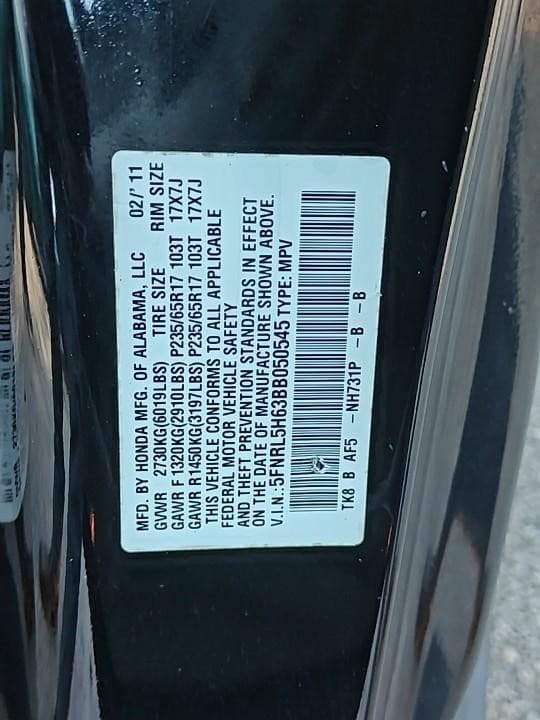 MFD. BY HONDA MFG. OF ALABAMA, LLC 02/' 11
GVWR 2730KG(6019LBS) TIRE SIZE RIM SIZE
GAWR F 1320KG(2910LBS) P235/65R17 103T 17X7J
GAWR R1450KG(3197LBS) P235/65R17 103T 17X7J
THIS VEHICLE CONFORMS TO ALL APPLICABLE
FEDERAL MOTOR VEHICLE SAFETY
AND THEFT PREVENTION STANDARDS IN EFFECT
ON THE DATE OF MANUFACTURE SHOWN ABOVE.
V.I.N.:5FNRL5H63BB050545 TYPE: MPV
TK8 B AF5 -NH731P -B -B